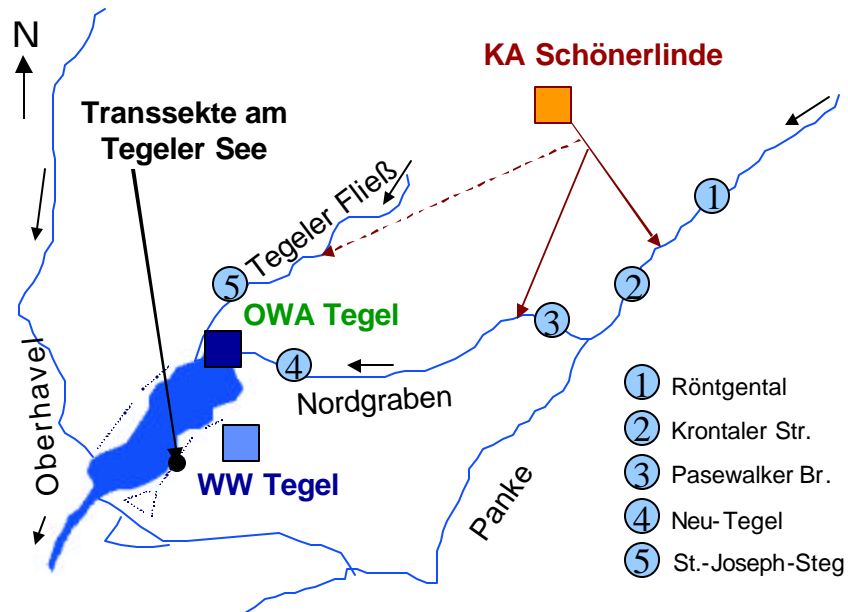 N
KA Schönerlinde
Transsekte am
Tegeler See
Tegeler Fließ
1
2
5
OWA Tegel
3
4
Nordgraben
Oberhavel
WW Tegel
Panke
1 Röntgental
2 Krontaler Str.
3 Pasewalker Br.
4 Neu-Tegel
5 St.-Joseph-Steg